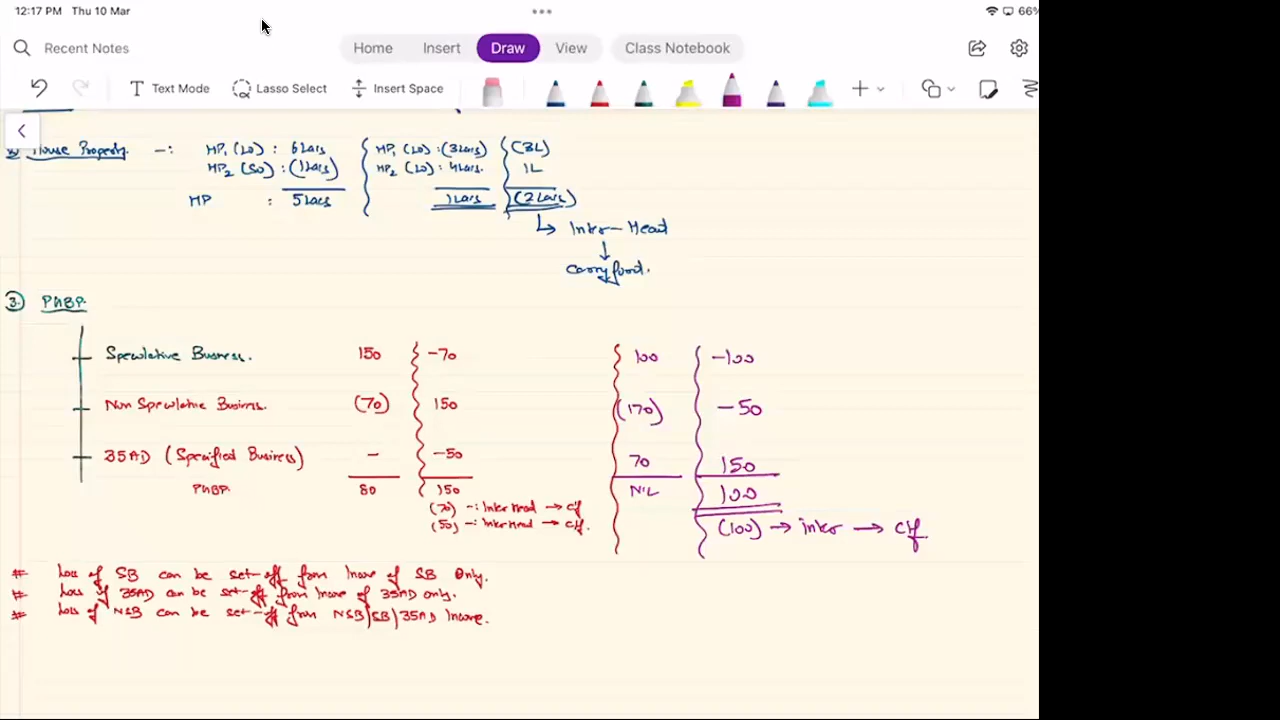 12:17 PM Thu 10 Mar 66%
Recent Notes Home Insert Draw View Class Notebook
Text Mode Lasso Select Insert Space
House Property. -: HP1 (LO) : 6 Lacs HP1 (LO) : (3 Lacs) (3L)
HP2 (SO) : (1 Lacs) HP2 (LO) : 4 Lacs. 1L
HP : 5 Lacs 1 Lacs (2 Lacs)
↳ Inter-Head
↓
Carry forwd.
③ PHBP.
Speculative Business. 150 -70 100 -100
Non Speculative Business. (70) 150 (170) -50
35AD (Specified Business) - -50 70 150
PHBP. 80 150 NIL 100
(70) -: Inter Head → c/f
(50) -: Inter Head → c/f.
(100) → inter → c/f.
# Loss of SB can be set-off from Income of SB Only.
# Loss of 35AD can be set-off from Income of 35AD only.
# Loss of NSB can be set-off from NSB/SB/35AD Income.